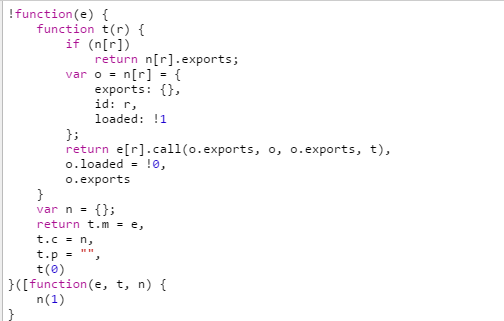 !function(e) {
    function t(r) {
        if (n[r])
            return n[r].exports;
        var o = n[r] = {
            exports: {},
            id: r,
            loaded: !1
        };
        return e[r].call(o.exports, o, o.exports, t),
        o.loaded = !0,
        o.exports
    }
    var n = {};
    return t.m = e,
    t.c = n,
    t.p = "",
    t(0)
}([function(e, t, n) {
    n(1)
}